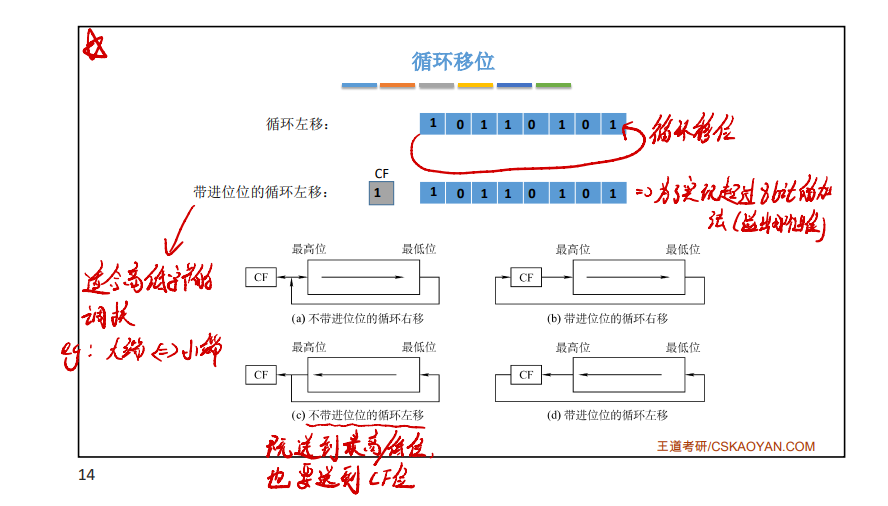 循环移位
循环左移:
1 0 1 1 0 1 0 1
循环移位
CF
带进位位的循环左移:
1
1 0 1 1 0 1 0 1
=>为了实现超过8bit的加
法(溢出
适合高低字节的
调换
eg:大端<=>小端
最高位 最低位
CF
(a) 不带进位位的循环右移
最高位 最低位
CF
(b) 带进位位的循环右移
最高位 最低位
CF
(c) 不带进位位的循环左移
最高位 最低位
CF
(d) 带进位位的循环左移
既送到最高低位,
也要送到CF位
王道考研/CSKAOYAN.COM
14